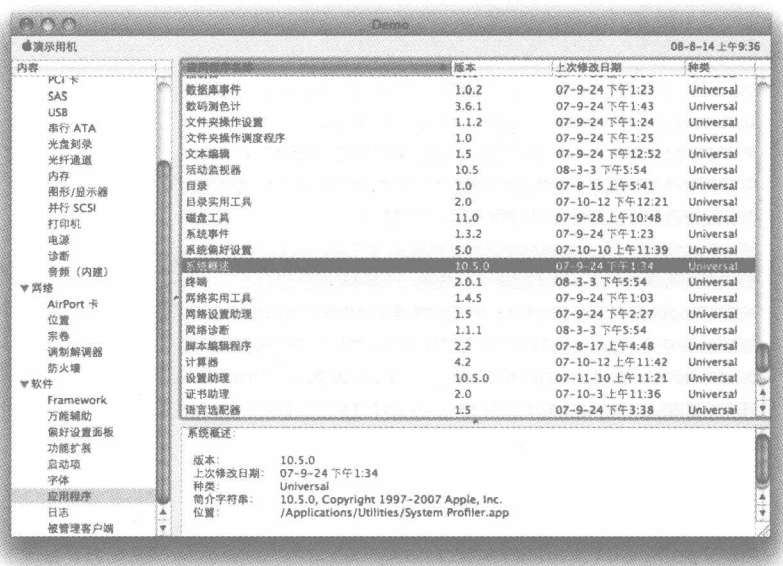 Demo
演示用机 08-8-14 上午9:36
内容
PCI 卡
SAS
USB
串行 ATA
光盘刻录
光纤通道
内存
图形/显示器
并行 SCSI
打印机
电源
诊断
音频（内建）
▼网络
AirPort 卡
位置
宗卷
调制解调器
防火墙
▼软件
Framework
万能辅助
偏好设置面板
功能扩展
启动项
字体
应用程序
日志
被管理客户端
应用程序名称 版本 上次修改日期 种类
数据库事件 1.0.2 07-9-24 下午1:23 Universal
数码测色计 3.6.1 07-9-24 下午1:43 Universal
文件夹操作设置 1.1.2 07-9-24 下午1:24 Universal
文件夹操作调度程序 1.0 07-9-24 下午1:25 Universal
文本编辑 1.5 07-9-24 下午12:52 Universal
活动监视器 10.5 08-3-3 下午5:54 Universal
目录 1.0 07-8-15 上午5:41 Universal
目录实用工具 2.0 07-10-12 下午12:21 Universal
磁盘工具 11.0 07-9-28 上午10:48 Universal
系统事件 1.3.2 07-9-24 下午1:23 Universal
系统偏好设置 5.0 07-10-10 上午11:39 Universal
系统概述 10.5.0 07-9-24 下午1:34 Universal
终端 2.0.1 08-3-3 下午5:54 Universal
网络实用工具 1.4.5 07-9-24 下午1:03 Universal
网络设置助理 1.5 07-9-24 下午2:27 Universal
网络诊断 1.1.1 08-3-3 下午5:54 Universal
脚本编辑程序 2.2 07-8-17 上午4:48 Universal
计算器 4.2 07-10-12 上午11:42 Universal
设置助理 10.5.0 07-11-10 上午11:21 Universal
证书助理 2.0 07-10-3 上午11:36 Universal
语言选配器 1.5 07-9-24 下午3:38 Universal
系统概述:
版本: 10.5.0
上次修改日期: 07-9-24 下午1:34
种类: Universal
简介字符串: 10.5.0, Copyright 1997-2007 Apple, Inc.
位置: /Applications/Utilities/System Profiler.app